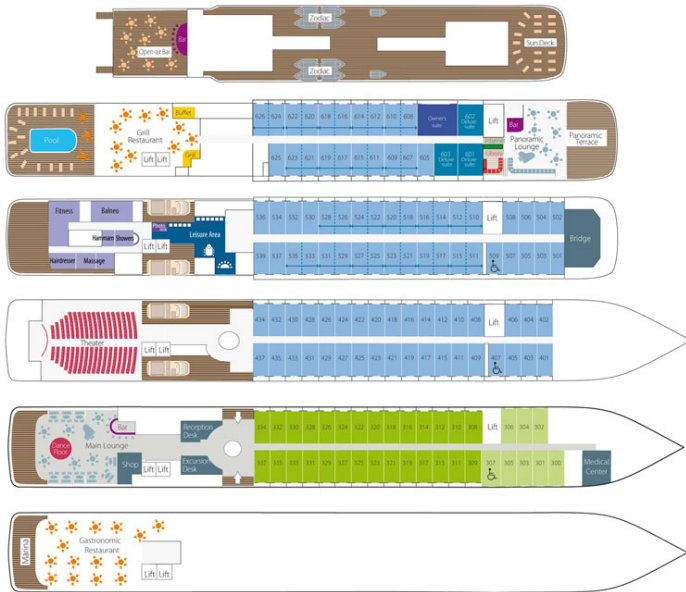 Zodiac
Bar
Open-air Bar
Sun Deck
Zodiac
Buffet
626 624 622 620 618 616 614 612 610 608
Owner's suite
602 Deluxe suite
Lift
Bar
Pool
Grill
Restaurant
Internet
Library
Panoramic
Lounge
Panoramic
Terrace
Lift Lift
Grill
625 623 621 619 617 615 611 609 607 605
603 Deluxe suite
601 Deluxe suite
Fitness
Balneo
536 534 532 530 528 526 524 522 520 518 516 514 512 510
Lift
508 506 504 502
Photo desk
Leisure Area
Hammam Showers
Lift Lift
Bridge
Hairdresser
Massage
539 537 535 533 531 529 527 525 523 521 519 517 515 511
509 507 505 503 501
434 432 430 428 426 424 422 420 418 416 414 412 410 408
Lift
406 404 402
Theater
Lift Lift
437 435 433 431 429 427 425 423 421 419 417 415 411 409
407 405 403 401
Bar
Reception
Desk
334 332 330 328 326 324 322 320 318 316 314 312 310 308
Lift
306 304 302
Dance
Floor
Main Lounge
Shop
Lift Lift
Excursion
Desk
337 335 333 331 329 327 325 323 321 319 317 315 311 309
307 305 303 301 300
Medical
Center
Marina
Gastronomic
Restaurant
Lift Lift